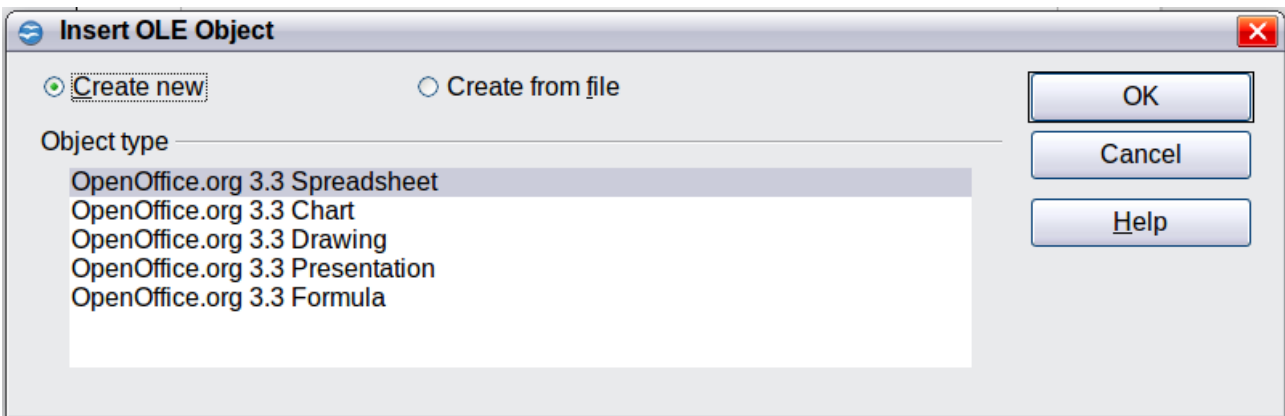 Insert OLE Object
Create new
Create from file
OK
Object type
Cancel
OpenOffice.org 3.3 Spreadsheet
OpenOffice.org 3.3 Chart
Help
OpenOffice.org 3.3 Drawing
OpenOffice.org 3.3 Presentation
OpenOffice.org 3.3 Formula